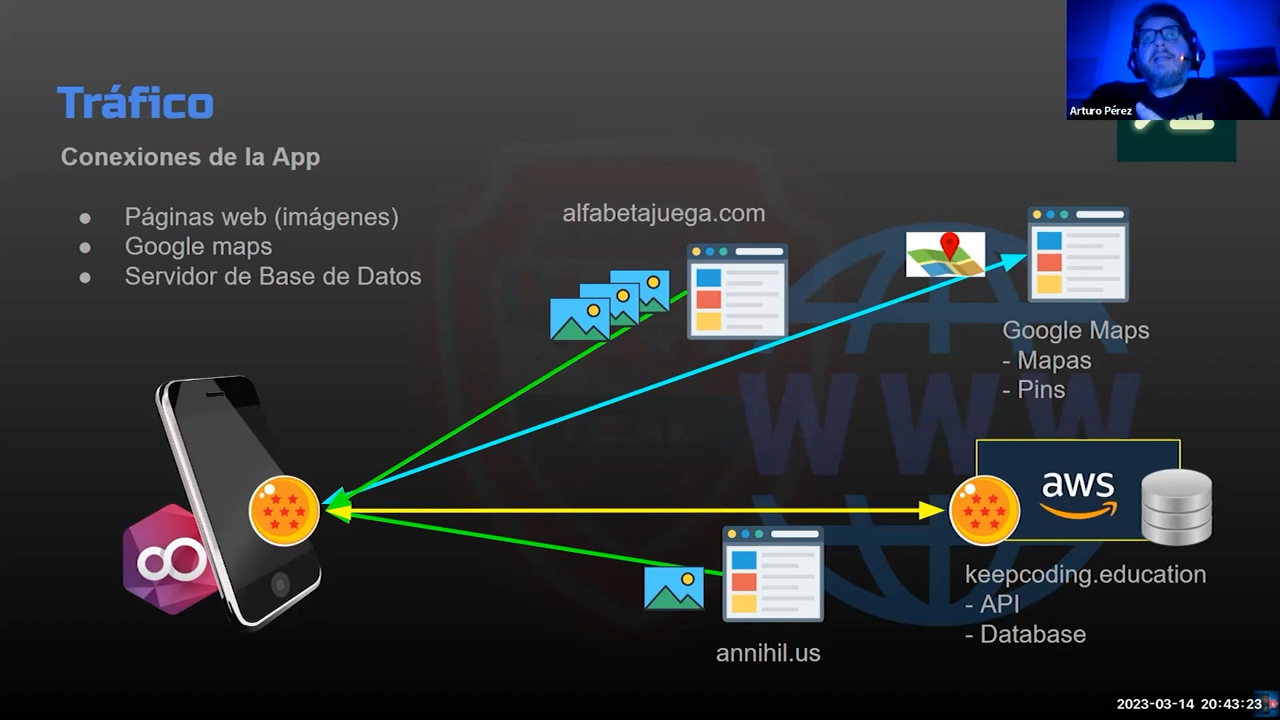 Tráfico
Conexiones de la App
● Páginas web (imágenes)
● Google maps
● Servidor de Base de Datos
alfabetajuega.com
Arturo Pérez
Google Maps
- Mapas
- Pins
WWW
aws
keepcoding.education
- API
- Database
annihil.us
2023-03-14 20:43:23